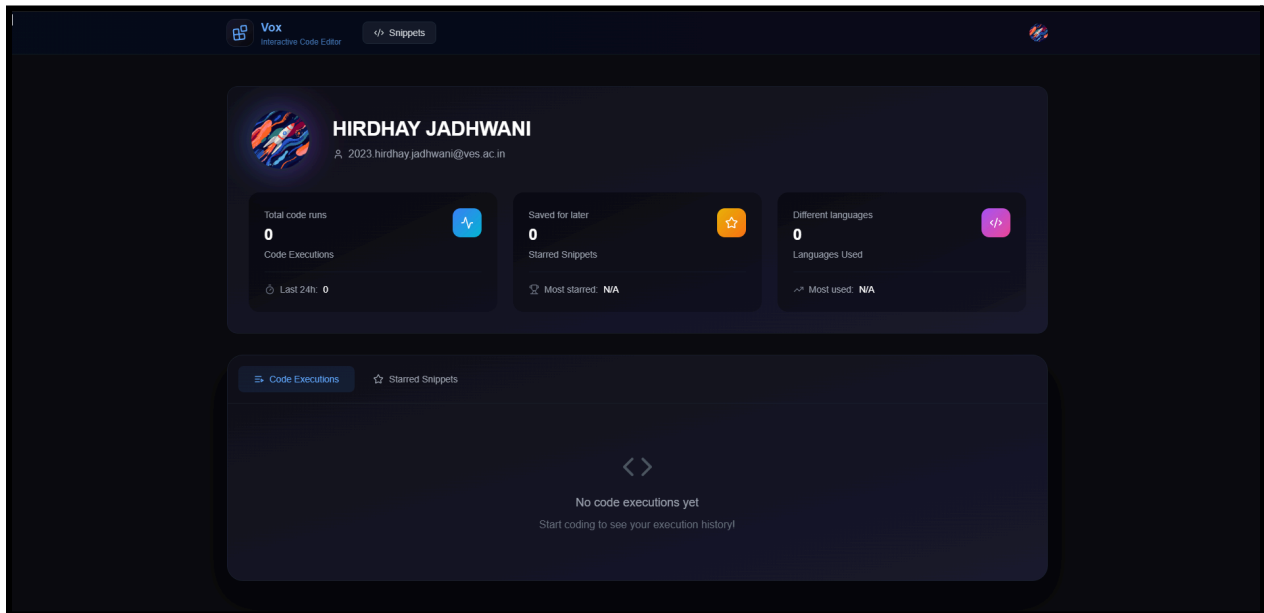 Vox
Interactive Code Editor
</> Snippets
HIRDHAY JADHWANI
2023.hirdhay.jadhwani@ves.ac.in
Total code runs
0
Code Executions
Last 24h: 0
Saved for later
0
Starred Snippets
Most starred: N/A
Different languages
0
Languages Used
Most used: N/A
Code Executions
Starred Snippets
No code executions yet
Start coding to see your execution history!